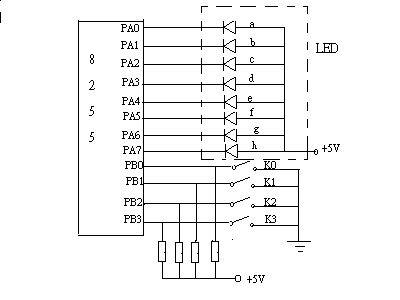 8
2
5
5
PA0 a
PA1 b
PA2 c
PA3 d
PA4 e
PA5 f
PA6 g
PA7 h
LED
+5V
PB0 K0
PB1 K1
PB2 K2
PB3 K3
+5V